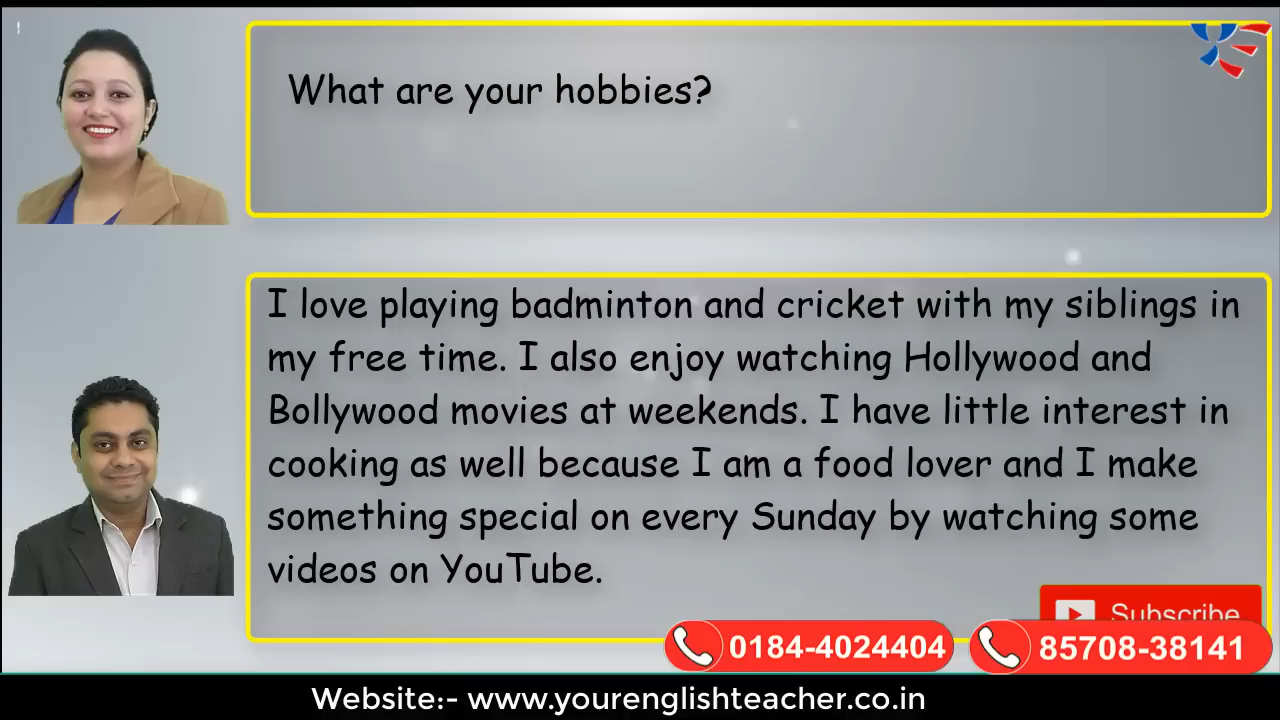 What are your hobbies?
I love playing badminton and cricket with my siblings in
my free time. I also enjoy watching Hollywood and
Bollywood movies at weekends. I have little interest in
cooking as well because I am a food lover and I make
something special on every Sunday by watching some
videos on YouTube.
Subscribe
0184-4024404
85708-38141
Website:- www.yourenglishteacher.co.in